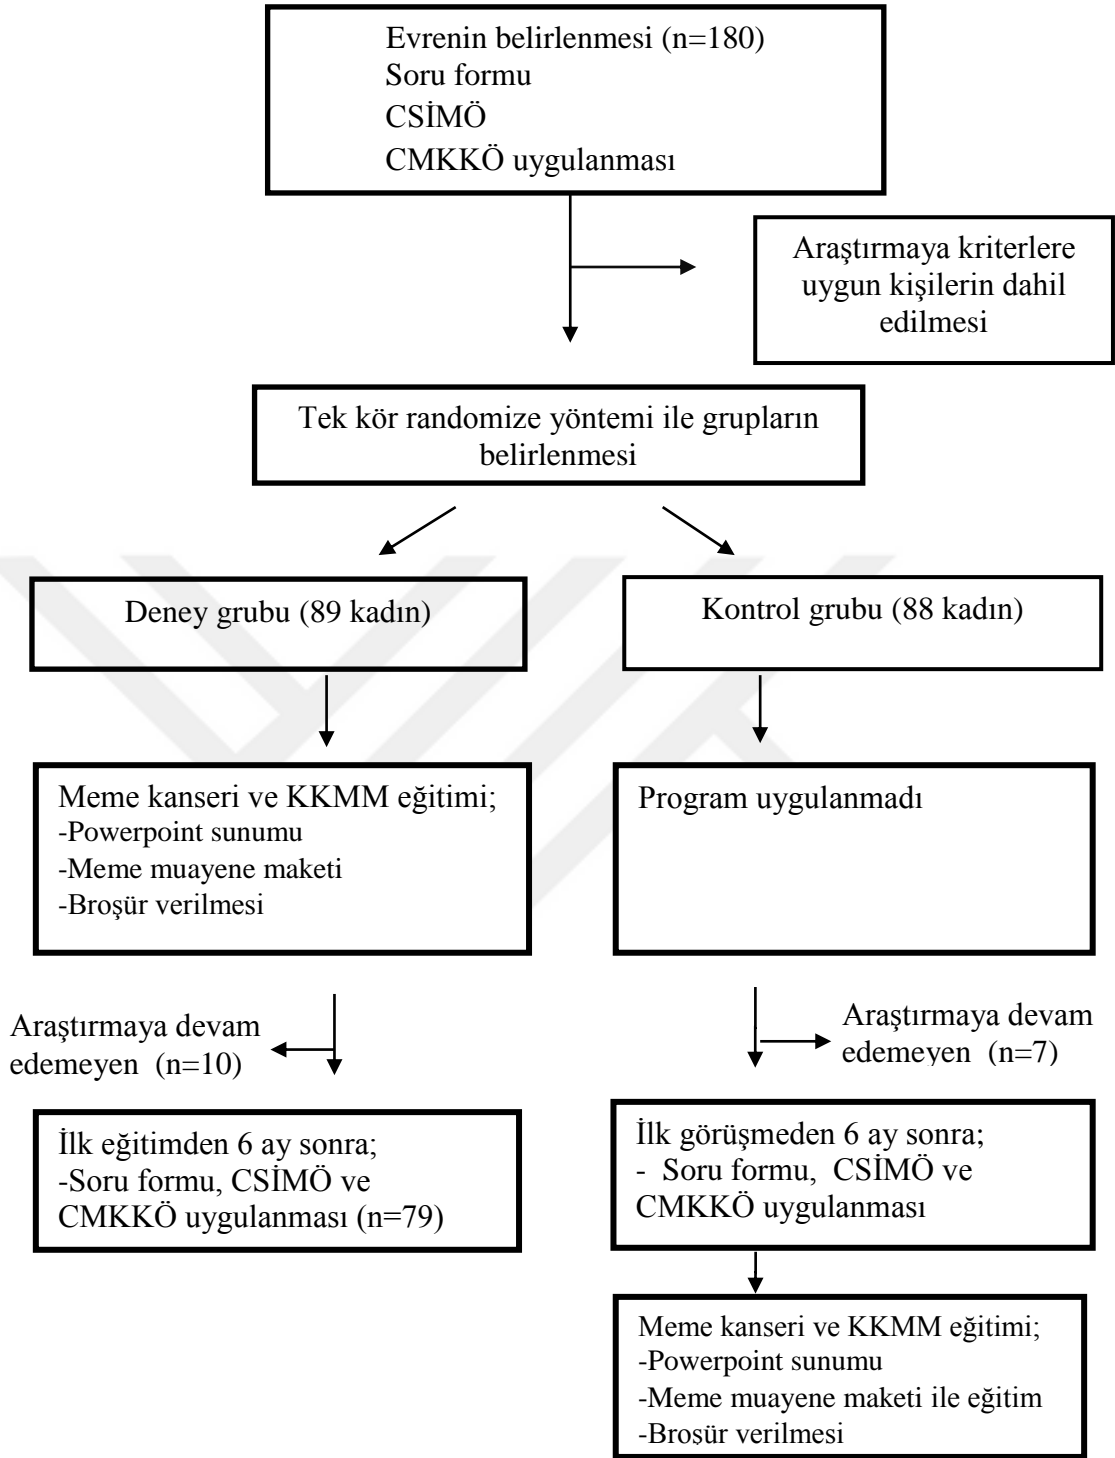 Evrenin belirlenmesi (n=180)
Soru formu
CSİMÖ
CMKKÖ uygulanması
Araştırmaya kriterlere
uygun kişilerin dahil
edilmesi
Tek kör randomize yöntemi ile grupların
belirlenmesi
Deney grubu (89 kadın)
Kontrol grubu (88 kadın)
Meme kanseri ve KKMM eğitimi;
-Powerpoint sunumu
-Meme muayene maketi
-Broşür verilmesi
Program uygulanmadı
Araştırmaya devam
edemeyen (n=10)
Araştırmaya devam
edemeyen (n=7)
İlk eğitimden 6 ay sonra;
-Soru formu, CSİMÖ ve
CMKKÖ uygulanması (n=79)
İlk görüşmeden 6 ay sonra;
- Soru formu, CSİMÖ ve
CMKKÖ uygulanması
Meme kanseri ve KKMM eğitimi;
-Powerpoint sunumu
-Meme muayene maketi ile eğitim
-Broşür verilmesi